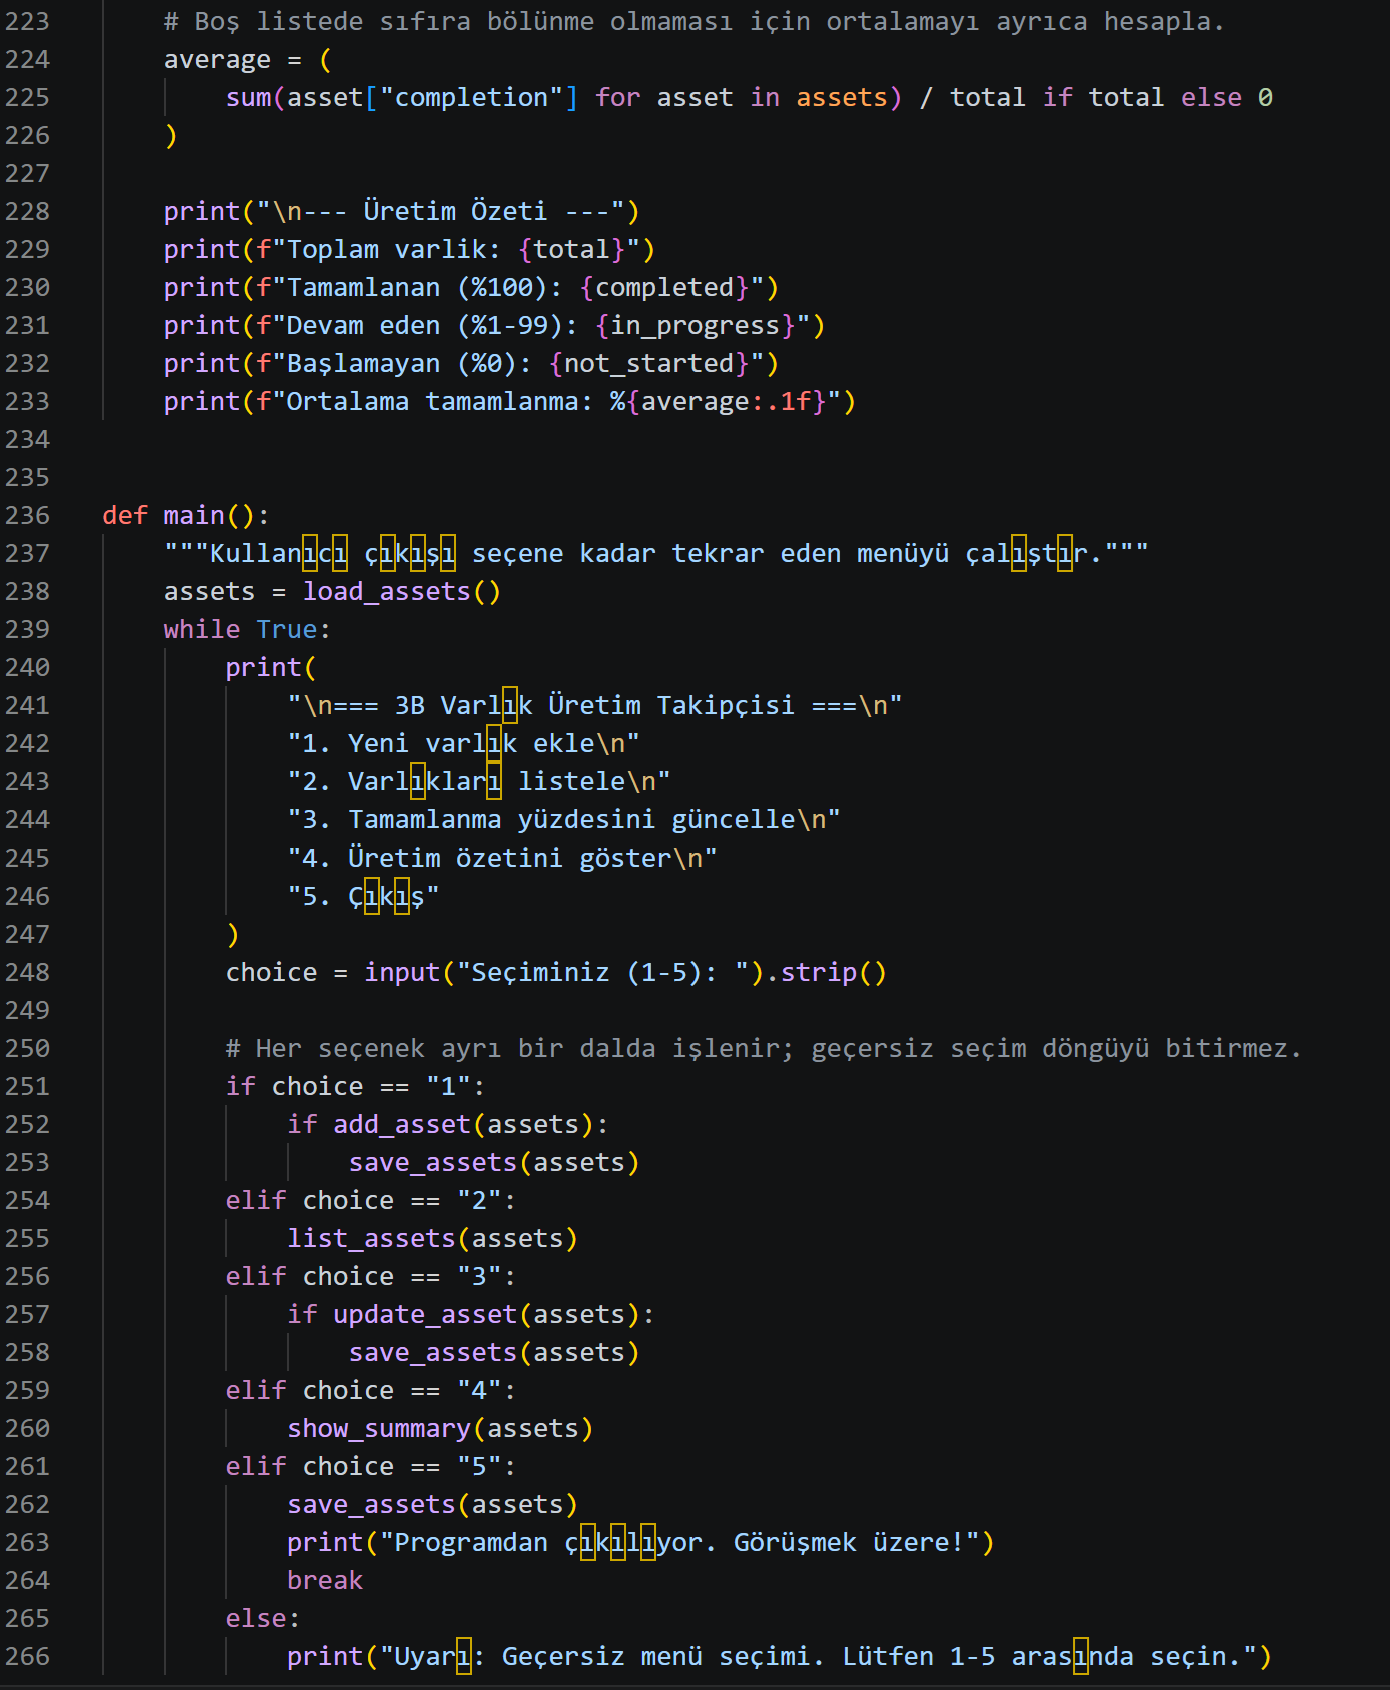 223 # Boş listede sıfıra bölünme olmaması için ortalamayı ayrıca hesapla.
224 average = (
225 sum(asset["completion"] for asset in assets) / total if total else 0
226 )
227
228 print("\n--- Üretim Özeti ---")
229 print(f"Toplam varlik: {total}")
230 print(f"Tamamlanan (%100): {completed}")
231 print(f"Devam eden (%1-99): {in_progress}")
232 print(f"Başlamayan (%0): {not_started}")
233 print(f"Ortalama tamamlanma: %{average:.1f}")
234
235
236 def main():
237 """Kullanıcı çıkışı seçene kadar tekrar eden menüyü çalıştır."""
238 assets = load_assets()
239 while True:
240 print(
241 "\n=== 3B Varlık Üretim Takipçisi ===\n"
242 "1. Yeni varlık ekle\n"
243 "2. Varlıkları listele\n"
244 "3. Tamamlanma yüzdesini güncelle\n"
245 "4. Üretim özetini göster\n"
246 "5. Çıkış"
247 )
248 choice = input("Seçiminiz (1-5): ").strip()
249
250 # Her seçenek ayrı bir dalda işlenir; geçersiz seçim döngüyü bitirmez.
251 if choice == "1":
252 if add_asset(assets):
253 save_assets(assets)
254 elif choice == "2":
255 list_assets(assets)
256 elif choice == "3":
257 if update_asset(assets):
258 save_assets(assets)
259 elif choice == "4":
260 show_summary(assets)
261 elif choice == "5":
262 save_assets(assets)
263 print("Programdan çıkılıyor. Görüşmek üzere!")
264 break
265 else:
266 print("Uyarı: Geçersiz menü seçimi. Lütfen 1-5 arasında seçin.")